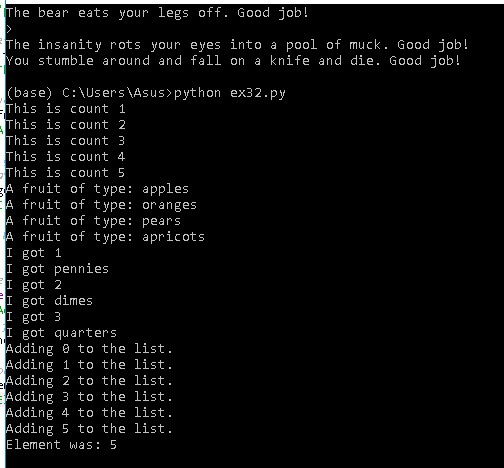 The bear eats your legs off. Good job!
>
The insanity rots your eyes into a pool of muck. Good job!
You stumble around and fall on a knife and die. Good job!
(base) C:\Users\Asus>python ex32.py
This is count 1
This is count 2
This is count 3
This is count 4
This is count 5
A fruit of type: apples
A fruit of type: oranges
A fruit of type: pears
A fruit of type: apricots
I got 1
I got pennies
I got 2
I got dimes
I got 3
I got quarters
Adding 0 to the list.
Adding 1 to the list.
Adding 2 to the list.
Adding 3 to the list.
Adding 4 to the list.
Adding 5 to the list.
Element was: 5